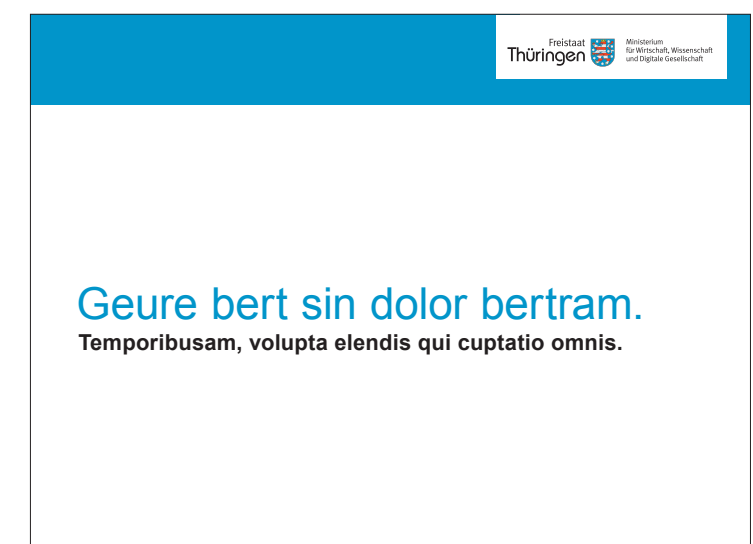 Freistaat
Thüringen
Ministerium
für Wirtschaft, Wissenschaft
und Digitale Gesellschaft
Geure bert sin dolor bertram.
Temporibusam, volupta elendis qui cuptatio omnis.